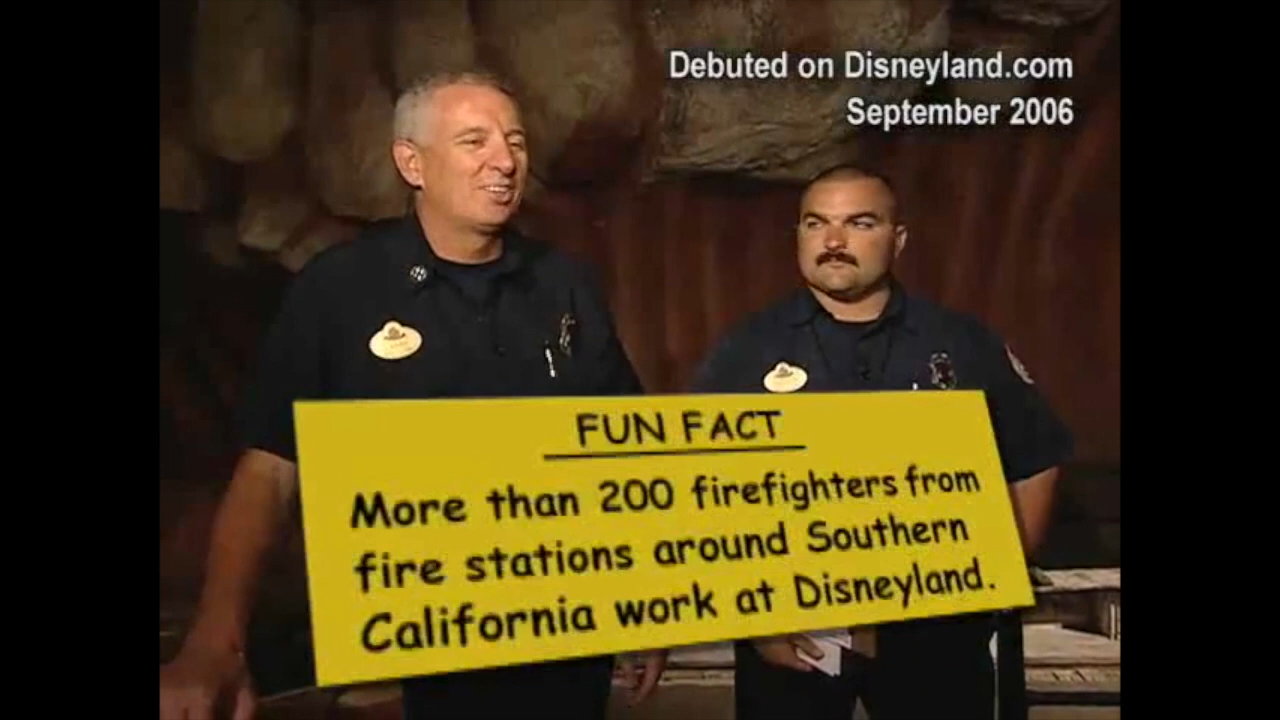 Debuted on Disneyland.com
September 2006
FUN FACT
More than 200 firefighters from
fire stations around Southern
California work at Disneyland.